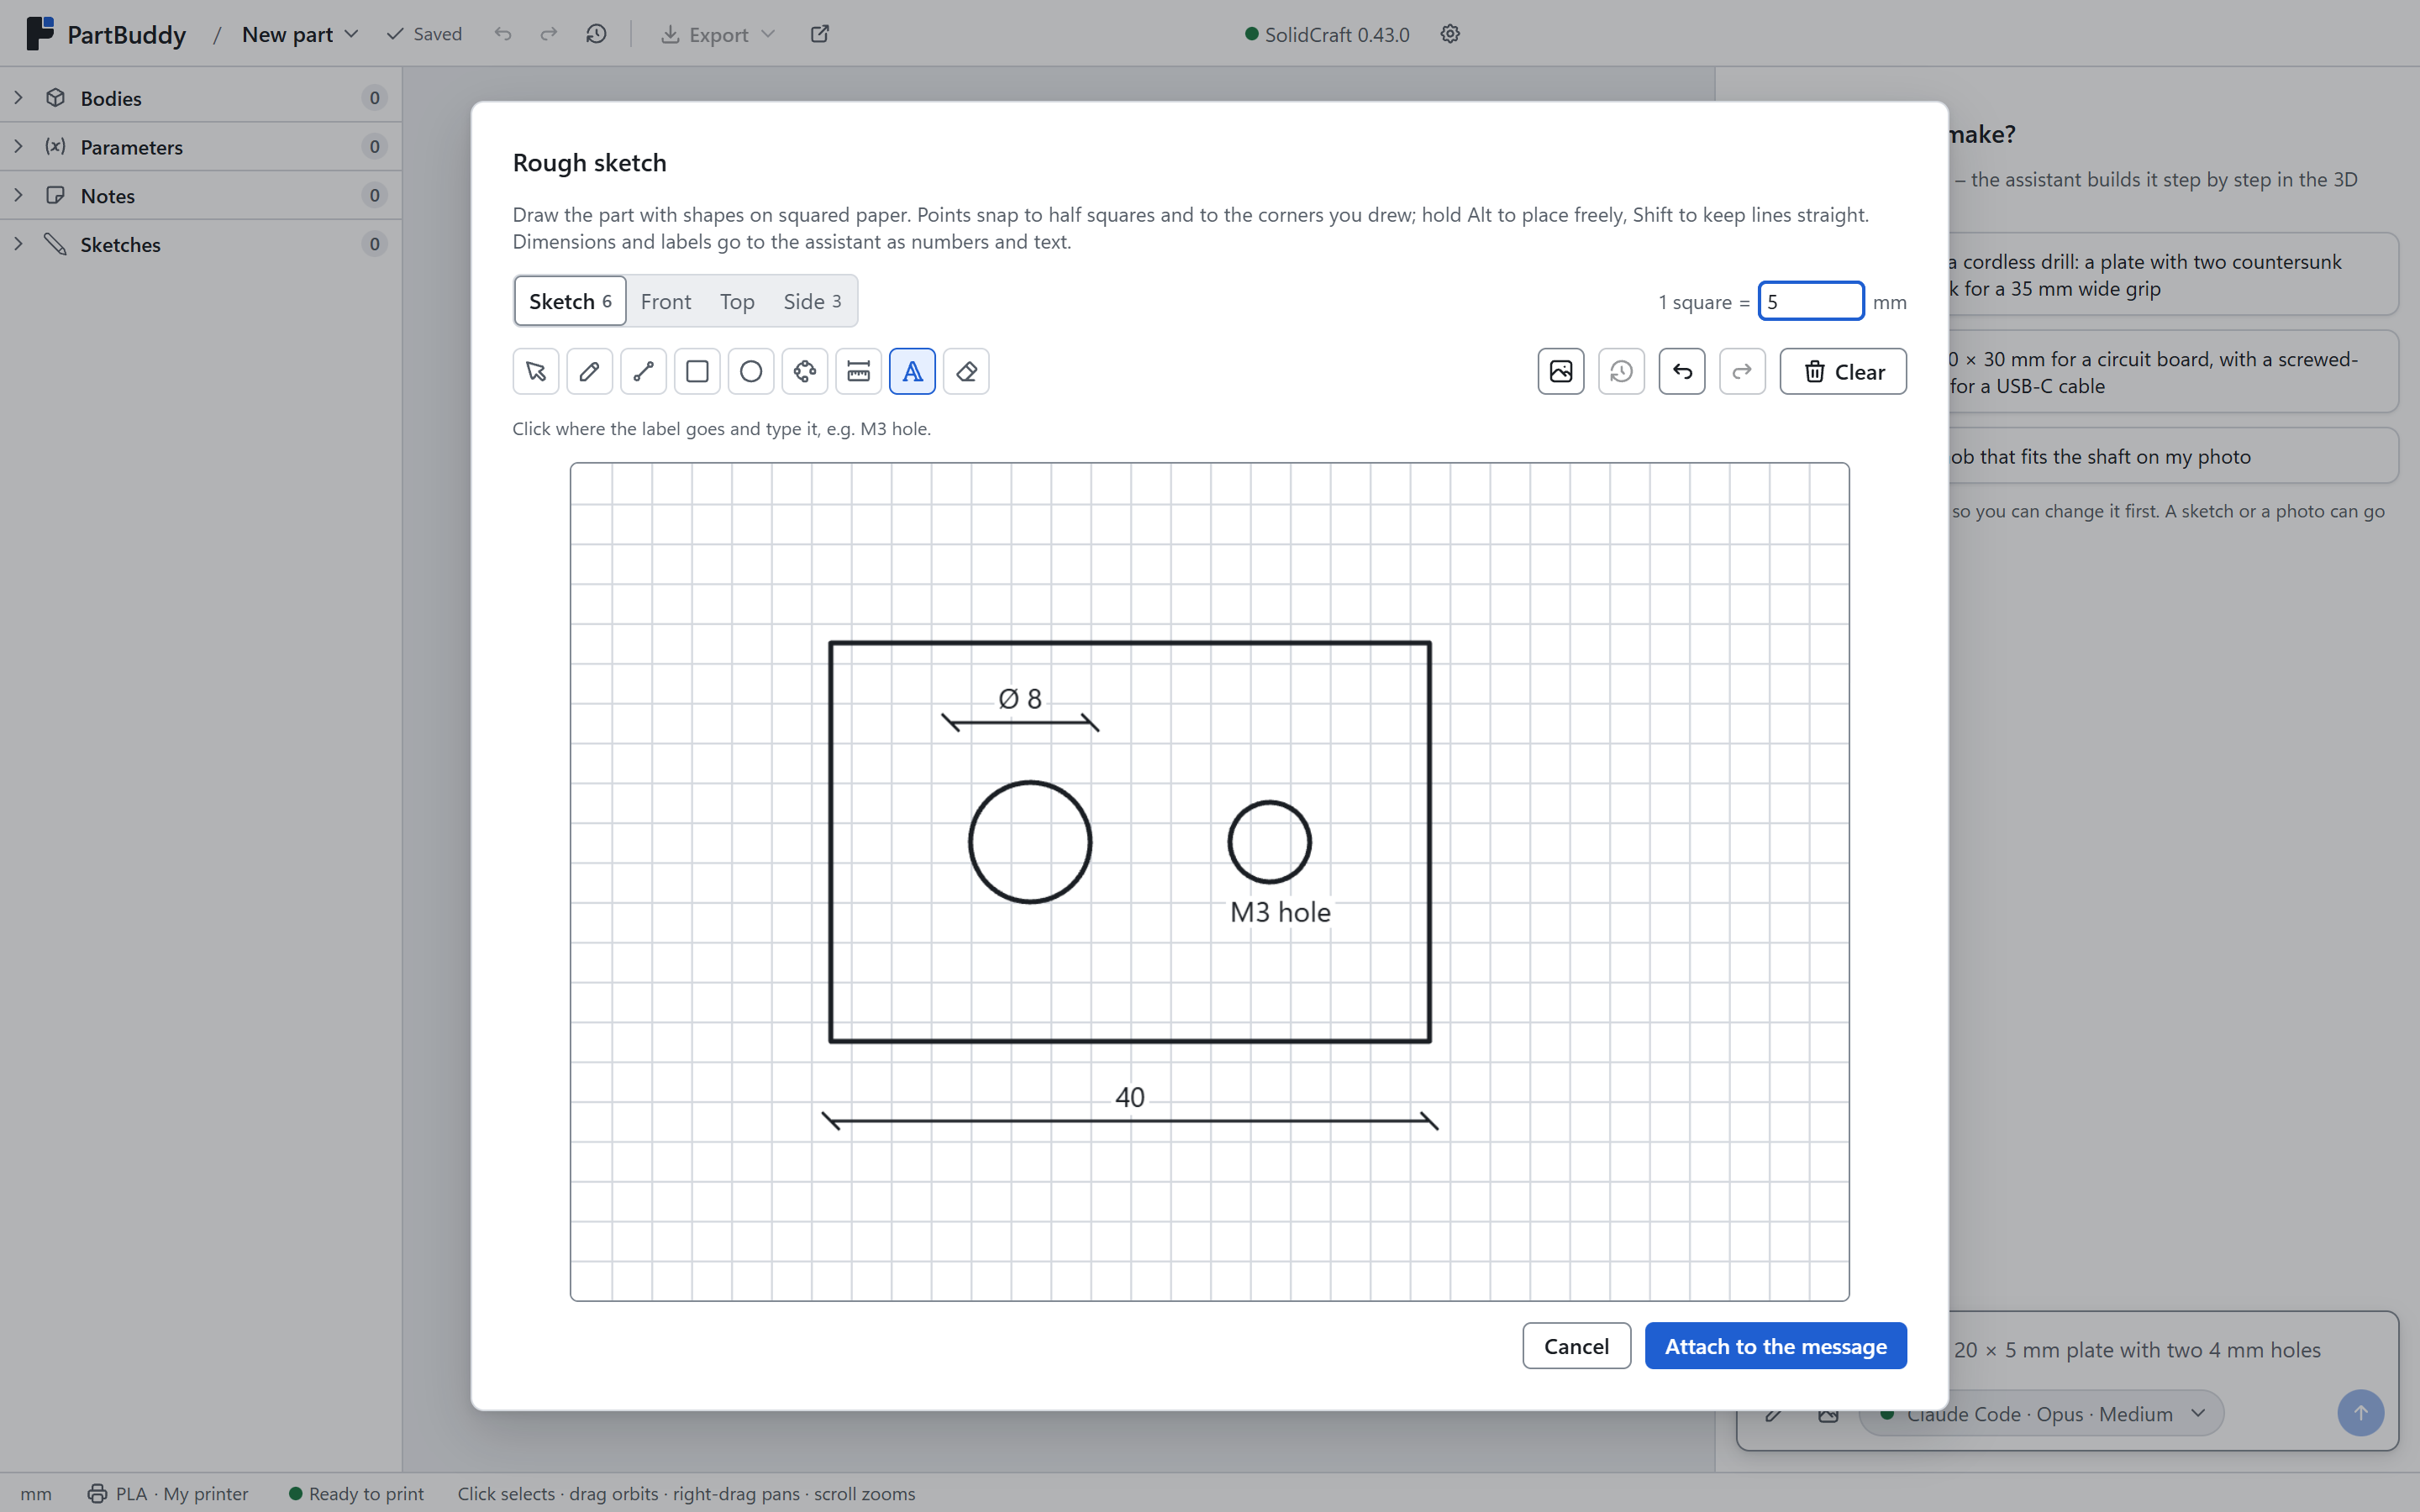 PartBuddy / New part Saved Export SolidCraft 0.43.0
Bodies 0
Parameters 0
Notes 0
Sketches 0
make?
– the assistant builds it step by step in the 3D
a cordless drill: a plate with two countersunk
k for a 35 mm wide grip
0 × 30 mm for a circuit board, with a screwed-
for a USB-C cable
ob that fits the shaft on my photo
so you can change it first. A sketch or a photo can go
Rough sketch
Draw the part with shapes on squared paper. Points snap to half squares and to the corners you drew; hold Alt to place freely, Shift to keep lines straight.
Dimensions and labels go to the assistant as numbers and text.
Sketch 6 Front Top Side 3 1 square = 5 mm
A Clear
Click where the label goes and type it, e.g. M3 hole.
Ø 8
M3 hole
40
Cancel Attach to the message
20 × 5 mm plate with two 4 mm holes
Claude Code · Opus · Medium
mm PLA · My printer Ready to print Click selects · drag orbits · right-drag pans · scroll zooms